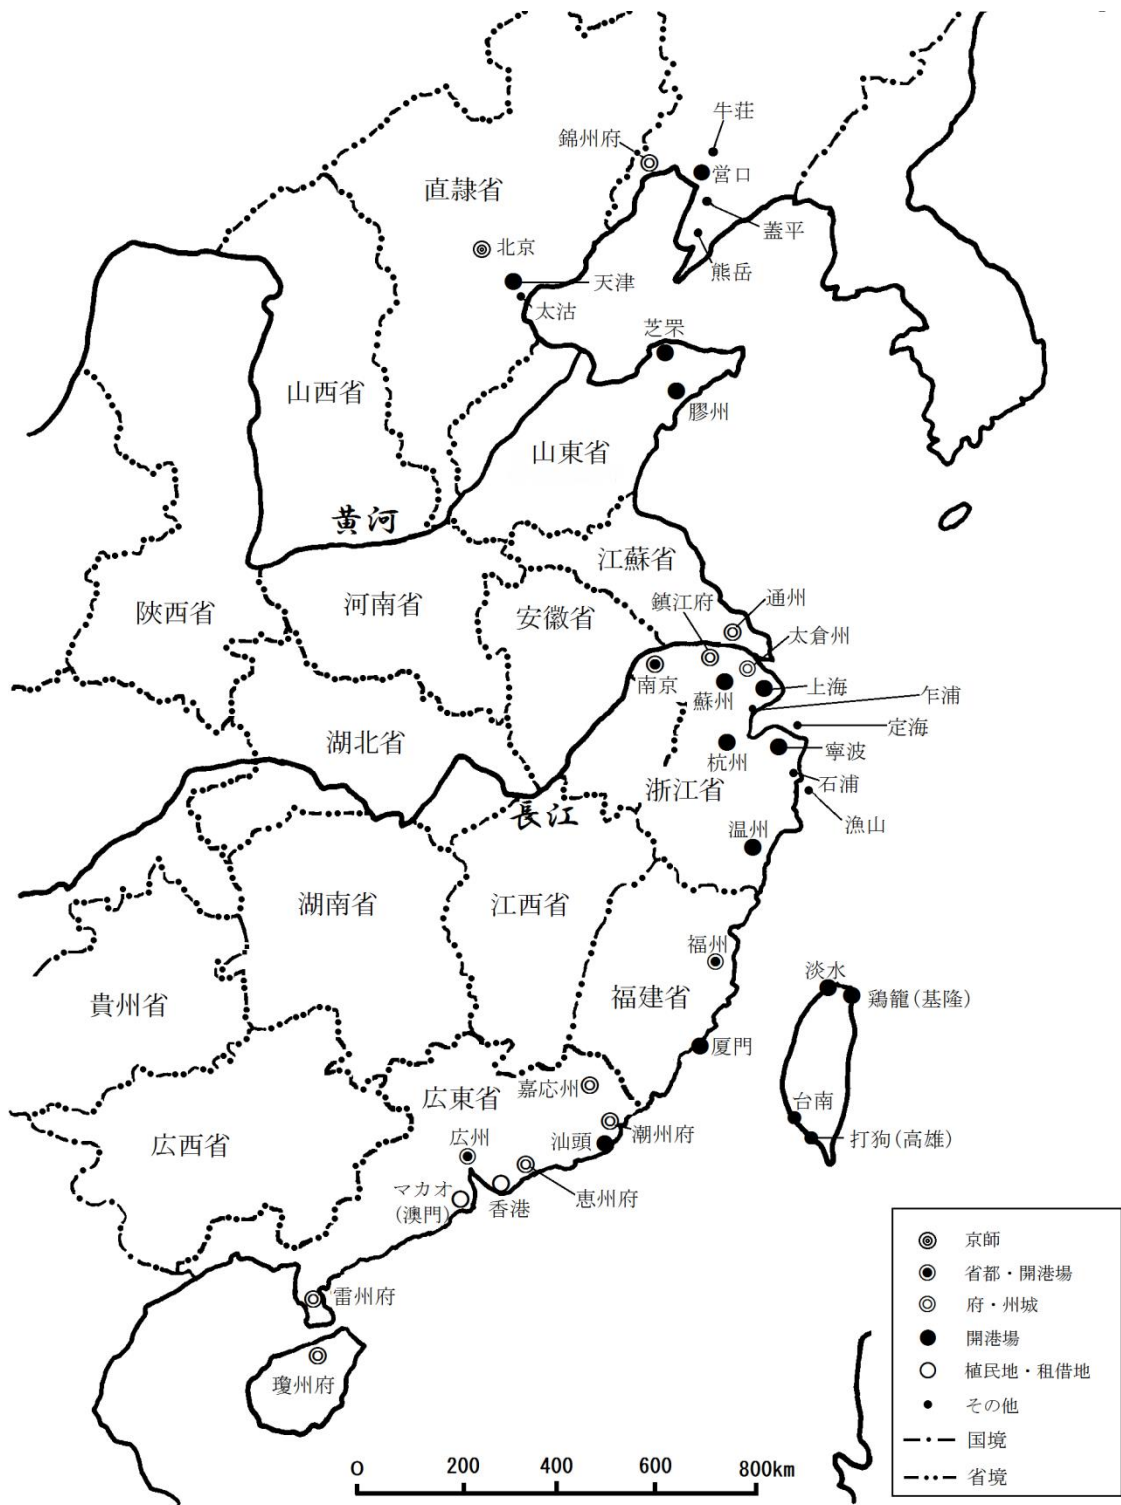 牛荘
錦州府
営口
直隷省
蓋平
北京
熊岳
天津
太沽
芝罘
山西省
膠州
山東省
黄河
江蘇省
陝西省
河南省
安徽省
鎮江府
通州
太倉州
南京
蘇州
上海
乍浦
定海
湖北省
杭州
寧波
浙江省
石浦
長江
漁山
温州
湖南省
江西省
福州
淡水
貴州省
福建省
鶏籠(基隆)
厦門
嘉応州
広東省
台南
潮州府
打狗(高雄)
広西省
広州
汕頭
マカオ
(澳門)
香港
恵州府
雷州府
瓊州府
京師
省都・開港場
府・州城
開港場
植民地・租借地
その他
国境
省境
0 200 400 600 800km